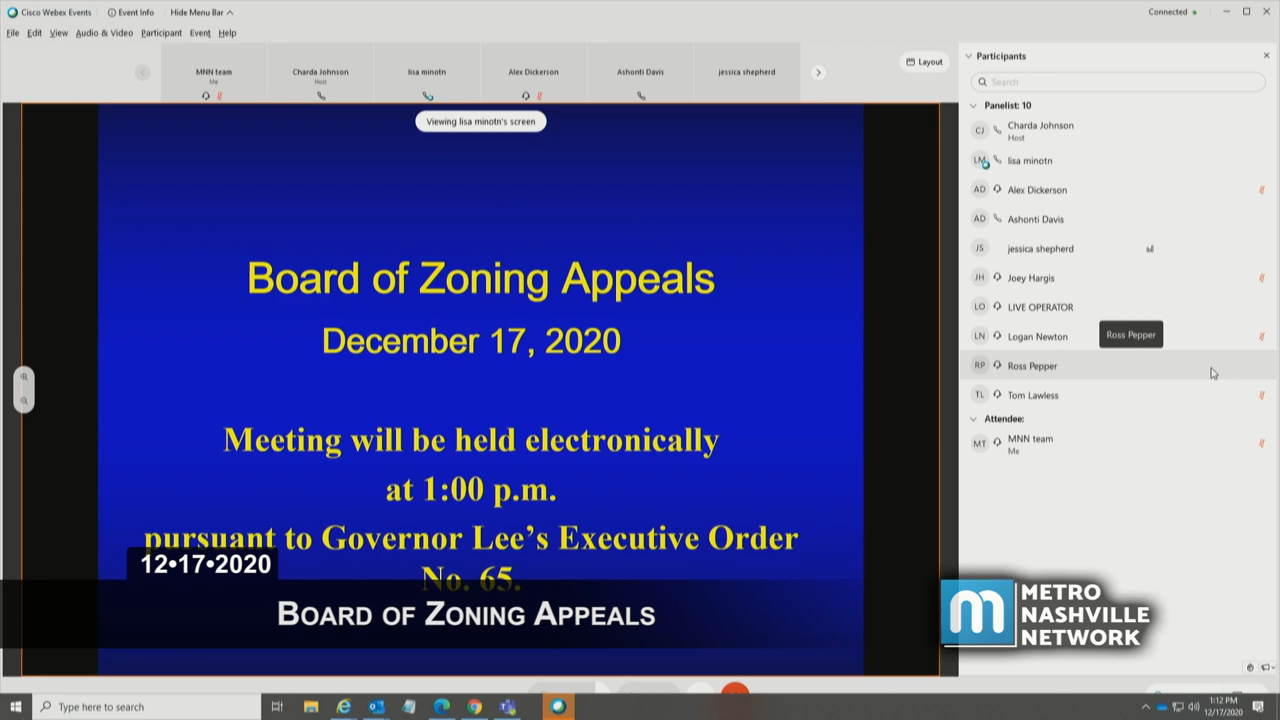 Cisco Webex Events
Event Info
Hide Menu Bar
Connected
File Edit View Audio & Video Participant Event Help
MNN team
Me
Charda Johnson
Host
lisa minotn
Alex Dickerson
Ashonti Davis
jessica shepherd
Layout
Viewing lisa minotn's screen
Board of Zoning Appeals
December 17, 2020
Meeting will be held electronically
at 1:00 p.m.
pursuant to Governor Lee's Executive Order
No. 65.
12•17•2020
BOARD OF ZONING APPEALS
m
METRO
NASHVILLE
NETWORK
Participants
Search
Panelist: 10
CJ Charda Johnson
Host
LM lisa minotn
AD Alex Dickerson
AD Ashonti Davis
JS jessica shepherd
JH Joey Hargis
LO LIVE OPERATOR
LN Logan Newton
Ross Pepper
RP Ross Pepper
TL Tom Lawless
Attendee:
MT MNN team
Me
Type here to search
1:12 PM
12/17/2020